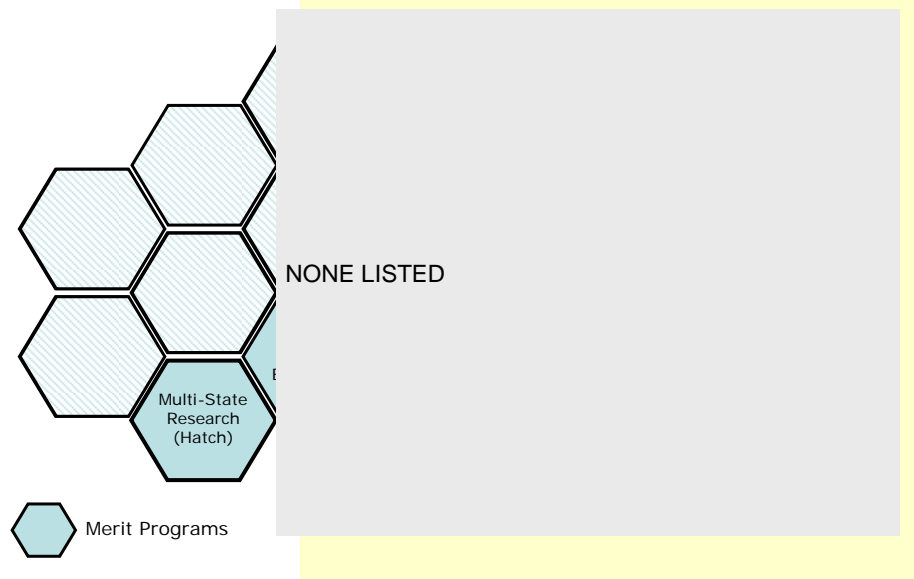 NONE LISTED
Multi-State
Research
(Hatch)
Merit Programs